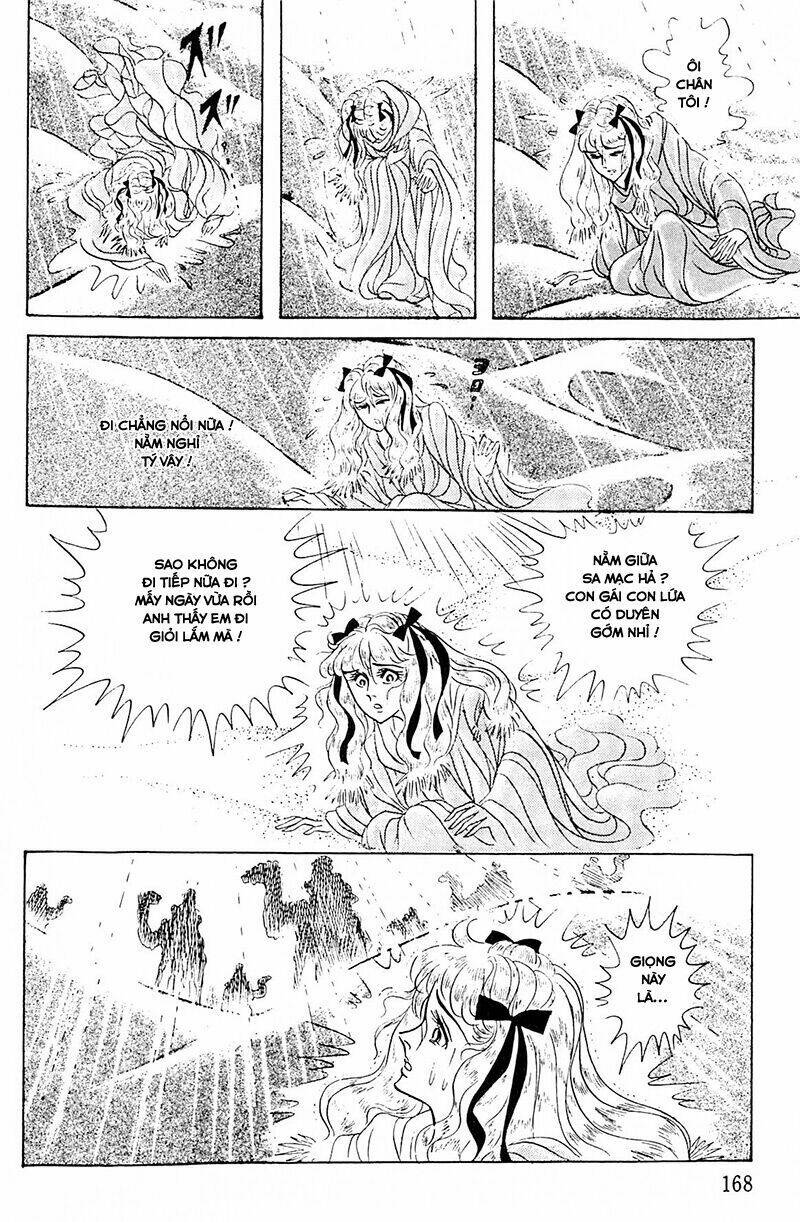 ズ
ズ
ÔI
CHÂN
TÔI !
ĐI CHẲNG NỔI NỮA !
NẰM NGHỈ
TÝ VẬY !
ヨロ…
SAO KHÔNG
ĐI TIẾP NỮA ĐI ?
MẤY NGÀY VỪA RỒI
ANH THẤY EM ĐI
GIỎI LẮM MÀ !
NẰM GIỮA
SA MẠC HẢ ?
CON GÁI CON LỨA
CÓ DUYÊN
GỚM NHỈ !
GIỌNG
NÀY
LÀ...
168